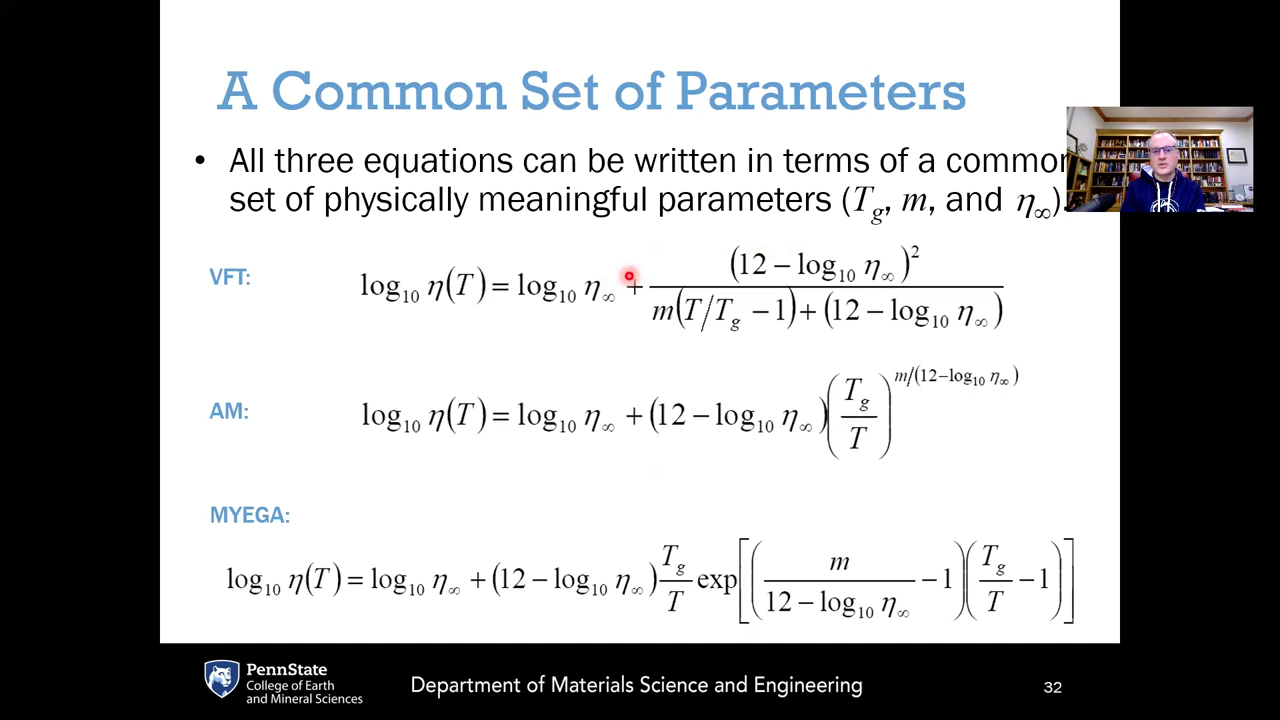 A Common Set of Parameters
• All three equations can be written in terms of a common
set of physically meaningful parameters (T_g, m, and η_∞).
VFT: log₁₀ η(T) = log₁₀ η_∞ + (12 − log₁₀ η_∞)² / (m(T/T_g − 1) + (12 − log₁₀ η_∞))
AM: log₁₀ η(T) = log₁₀ η_∞ + (12 − log₁₀ η_∞)(T_g/T)^(m/(12−log₁₀ η_∞))
MYEGA:
log₁₀ η(T) = log₁₀ η_∞ + (12 − log₁₀ η_∞) T_g/T exp[(m/(12 − log₁₀ η_∞) − 1)(T_g/T − 1)]
PennState
College of Earth
and Mineral Sciences
Department of Materials Science and Engineering
32